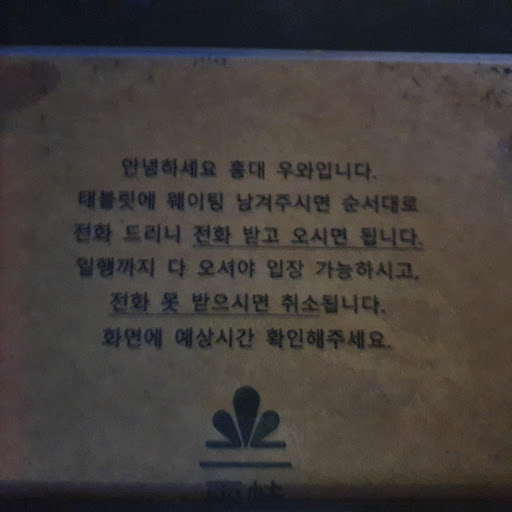 안녕하세요 홍대 우와입니다.
태블릿에 웨이팅 남겨주시면 순서대로
전화 드리니 전화 받고 오시면 됩니다.
일행까지 다 오셔야 입장 가능하시고,
전화 못 받으시면 취소됩니다.
화면에 예상시간 확인해주세요.